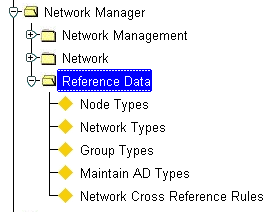 Network Manager
Network Management
Network
Reference Data
Node Types
Network Types
Group Types
Maintain AD Types
Network Cross Reference Rules